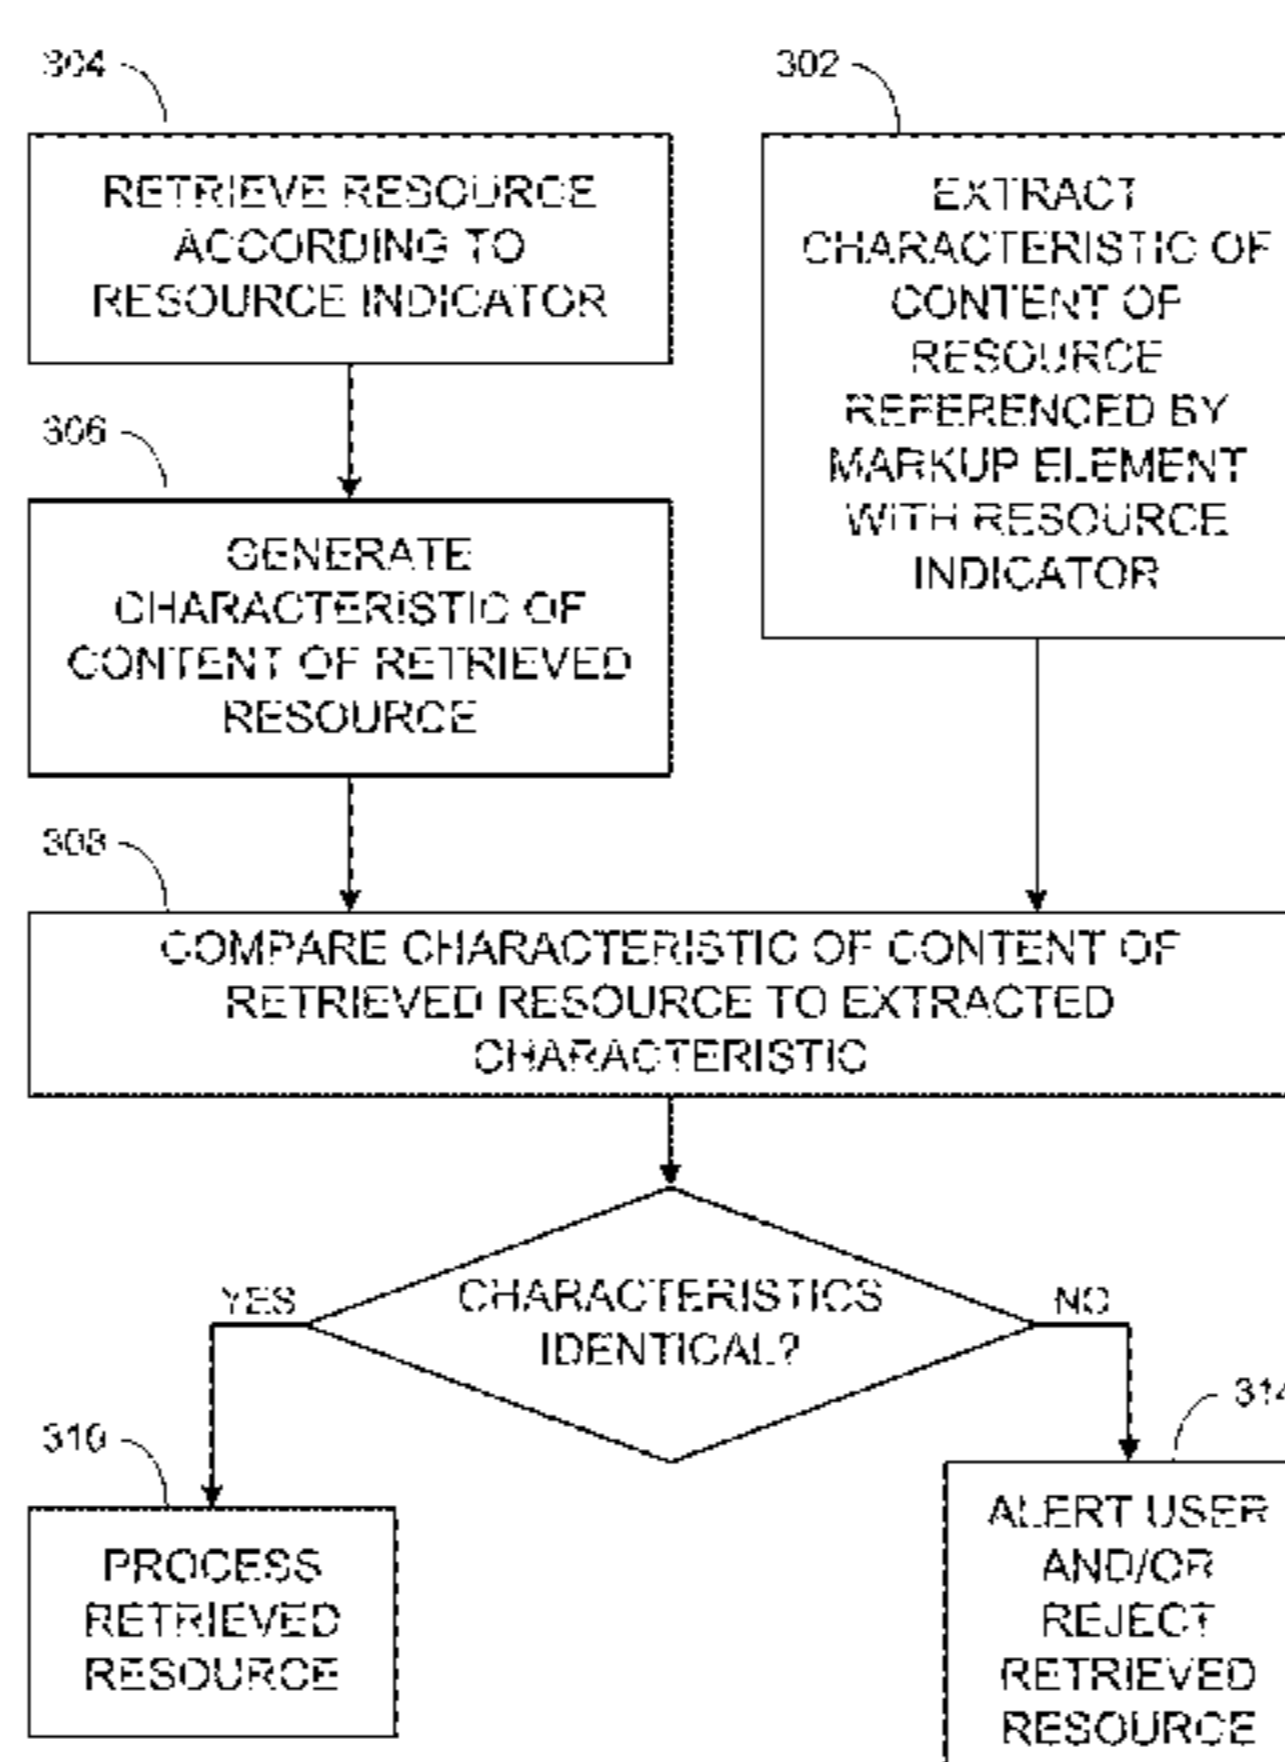 304
RETRIEVE RESOURCE
ACCORDING TO
RESOURCE INDICATOR
302
EXTRACT
CHARACTERISTIC OF
CONTENT OF
RESOURCE
REFERENCED BY
MARKUP ELEMENT
WITH RESOURCE
INDICATOR
306
GENERATE
CHARACTERISTIC OF
CONTENT OF RETRIEVED
RESOURCE
308
COMPARE CHARACTERISTIC OF CONTENT OF
RETRIEVED RESOURCE TO EXTRACTED
CHARACTERISTIC
CHARACTERISTICS
IDENTICAL?
YES
NO
310
PROCESS
RETRIEVED
RESOURCE
314
ALERT USER
AND/OR
REJECT
RETRIEVED
RESOURCE